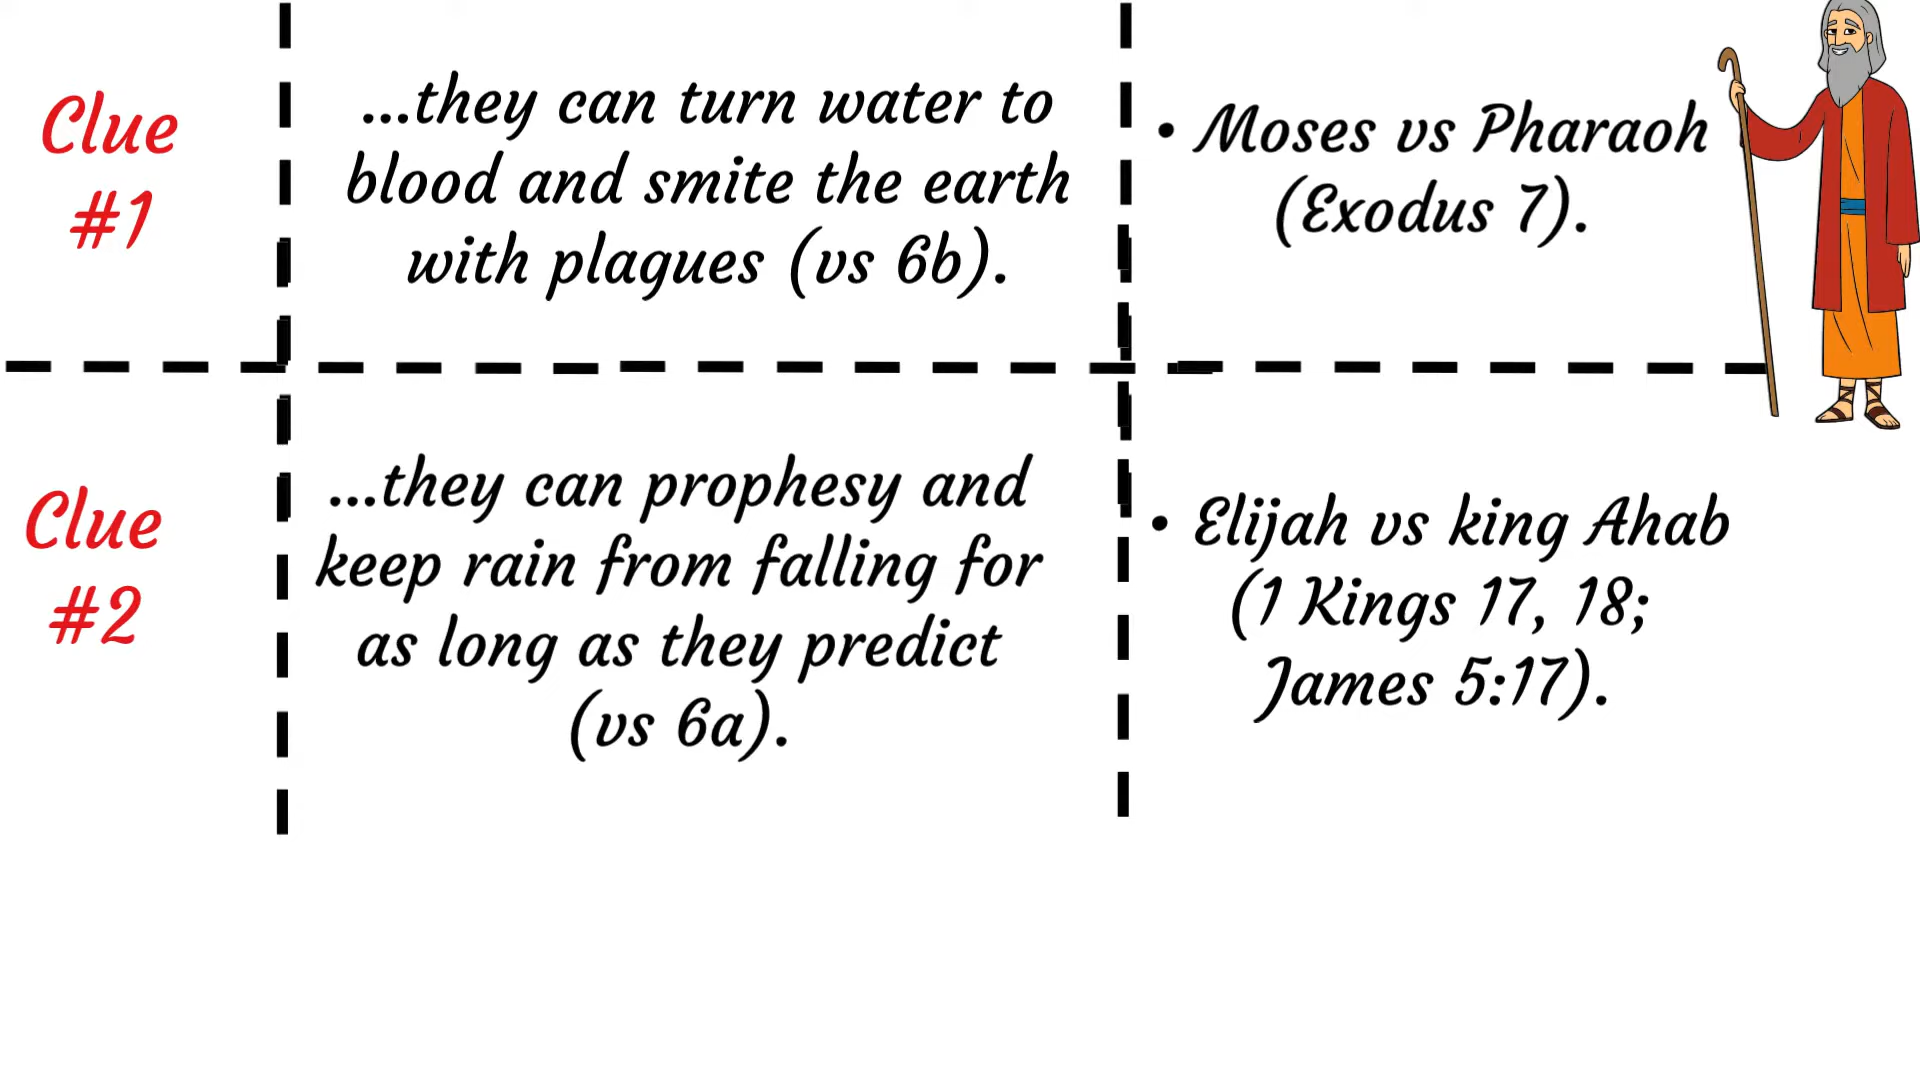 Clue
#1
...they can turn water to
blood and smite the earth
with plagues (vs 6b).
• Moses vs Pharaoh
(Exodus 7).
Clue
#2
...they can prophesy and
keep rain from falling for
as long as they predict
(vs 6a).
• Elijah vs king Ahab
(1 Kings 17, 18;
James 5:17).